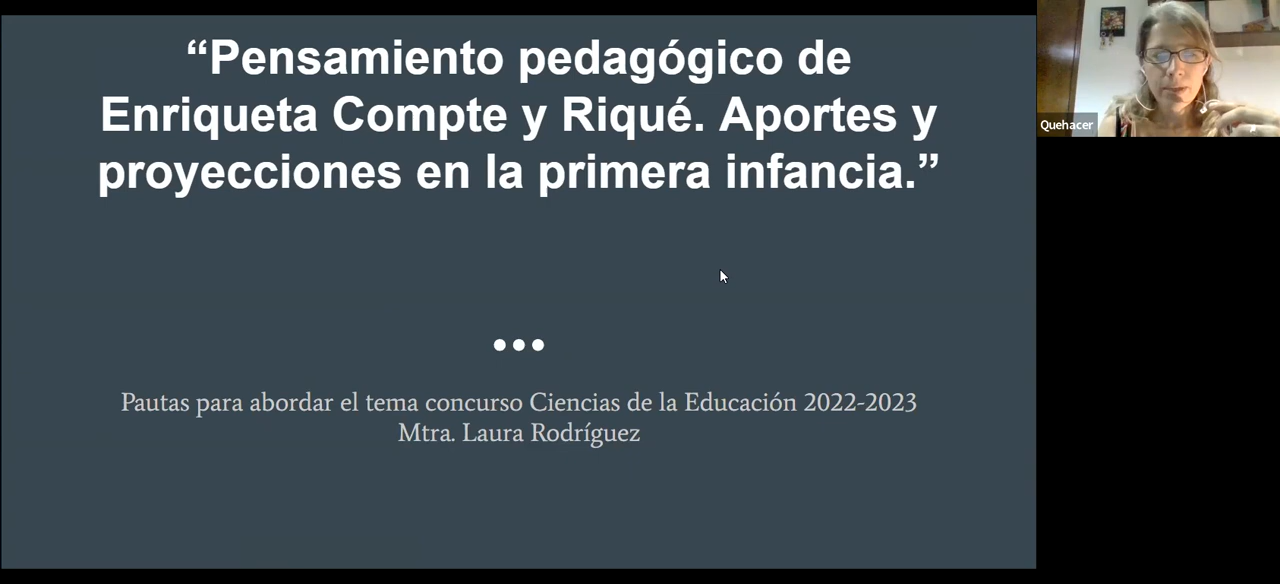 “Pensamiento pedagógico de
Enriqueta Compte y Riqué. Aportes y
proyecciones en la primera infancia.”
Pautas para abordar el tema concurso Ciencias de la Educación 2022-2023
Mtra. Laura Rodríguez
Quehacer